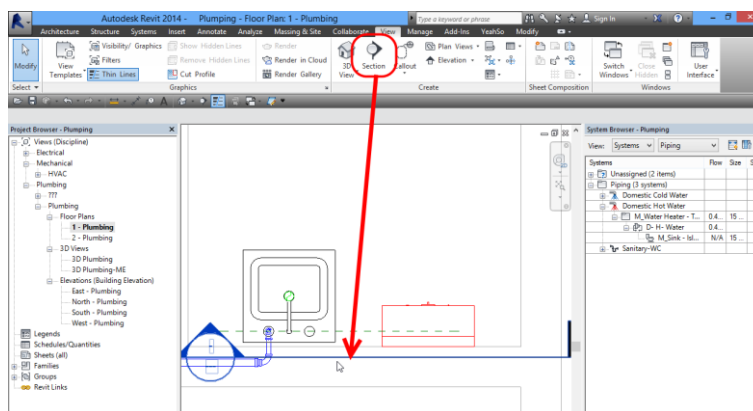 Autodesk Revit 2014 - Plumping - Floor Plan: 1 - Plumbing
Type a keyword or phrase
Sign In
Architecture Structure Systems Insert Annotate Analyze Massing & Site Collaborate View Manage Add-Ins YeahSo Modify
Modify
View
Templates
Visibility/ Graphics
Filters
Thin Lines
Show Hidden Lines
Remove Hidden Lines
Cut Profile
Render
Render in Cloud
Render Gallery
3D
View
Section
Callout
Plan Views
Elevation
Switch
Windows
Close
Hidden
User
Interface
Select
Graphics
Create
Sheet Composition
Windows
Project Browser - Plumping
Views (Discipline)
Electrical
Mechanical
HVAC
Plumbing
???
Plumbing
Floor Plans
1 - Plumbing
2 - Plumbing
3D Views
3D Plumbing
3D Plumbing-ME
Elevations (Building Elevation)
East - Plumbing
North - Plumbing
South - Plumbing
West - Plumbing
Legends
Schedules/Quantities
Sheets (all)
Families
Groups
Revit Links
System Browser - Plumping
View: Systems Piping
Systems Flow Size S
Unassigned (2 items)
Piping (3 systems)
Domestic Cold Water
Domestic Hot Water
M_Water Heater - T... 0.4... 15 ...
D- H- Water 0.4...
M_Sink - Isl... N/A 15 ...
Sanitary-WC